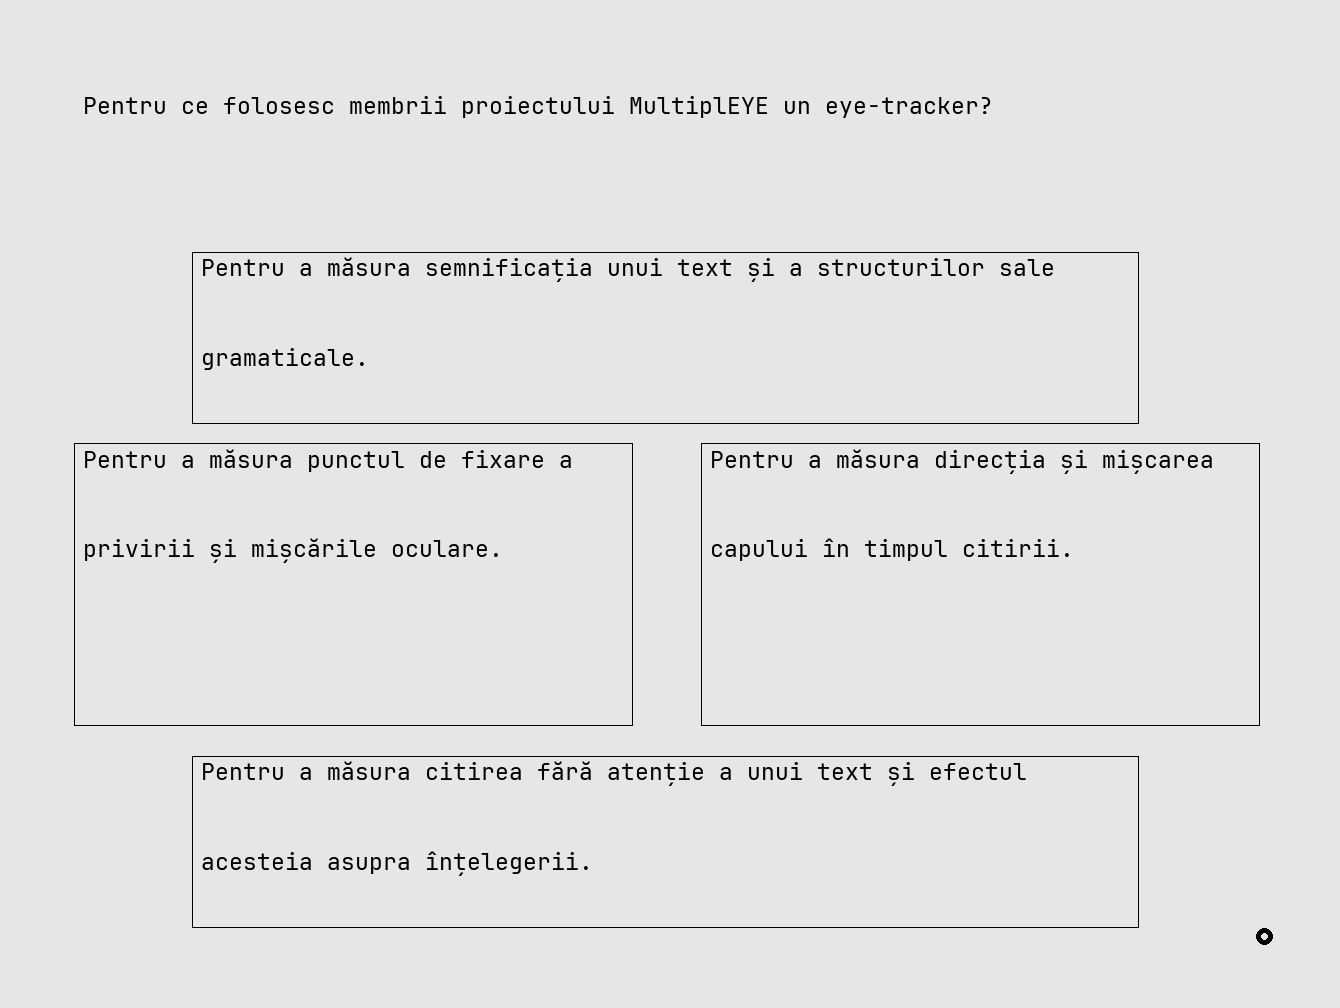 Pentru ce folosesc membrii proiectului MultiplEYE un eye-tracker?
Pentru a măsura semnificația unui text și a structurilor sale
gramaticale.
Pentru a măsura punctul de fixare a
privirii și mișcările oculare.
Pentru a măsura direcția și mișcarea
capului în timpul citirii.
Pentru a măsura citirea fără atenție a unui text și efectul
acesteia asupra înțelegerii.